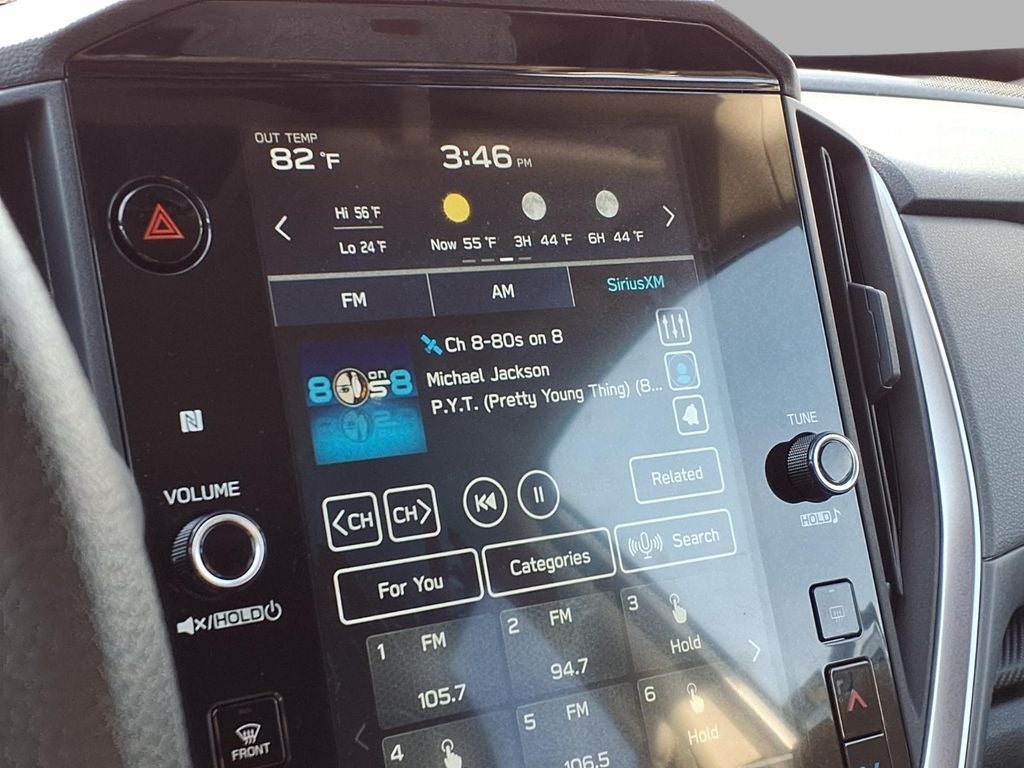 OUT TEMP
82 °F
3:46 PM
Hi 56 °F
Lo 24 °F
Now 55 °F
3H 44 °F
6H 44 °F
FM
AM
SiriusXM
Ch 8-80s on 8
80s on 8
Michael Jackson
P.Y.T. (Pretty Young Thing) (8...
Related
<CH
CH>
For You
Categories
Search
VOLUME
/HOLD
TUNE
HOLD
1 FM
105.7
2 FM
94.7
3
Hold
4
5 FM
106.5
6
Hold
FRONT